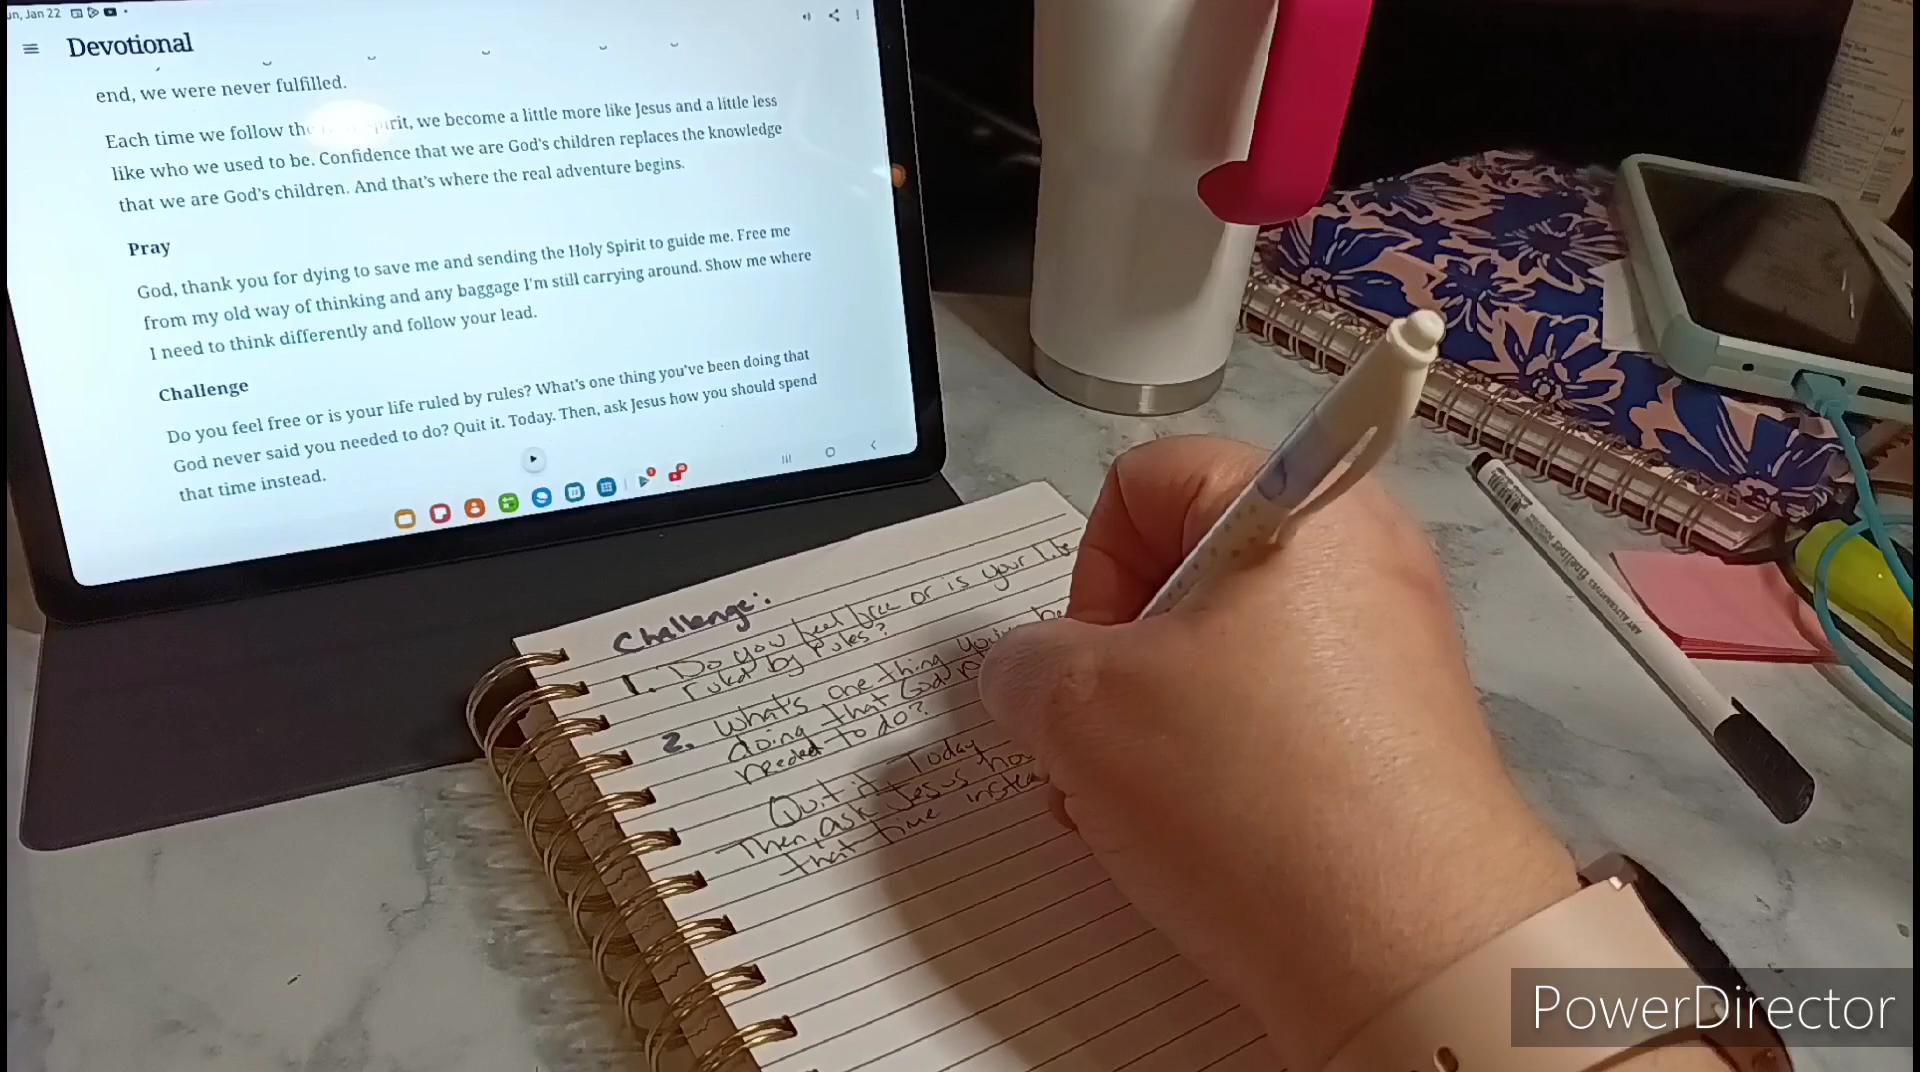 un, Jan 22
Devotional
end, we were never fulfilled.
Each time we follow the spirit, we become a little more like Jesus and a little less
like who we used to be. Confidence that we are God's children replaces the knowledge
that we are God's children. And that's where the real adventure begins.
Pray
God, thank you for dying to save me and sending the Holy Spirit to guide me. Free me
from my old way of thinking and any baggage I'm still carrying around. Show me where
I need to think differently and follow your lead.
Challenge
Do you feel free or is your life ruled by rules? What's one thing you've been doing that
God never said you needed to do? Quit it. Today. Then, ask Jesus how you should spend
that time instead.
Challenge:
1. Do you feel free or is your life
ruled by rules?
2. What's one thing you've be
doing that God
needed to do?
Quit it Today
Then, ask Jesus ho
that time instea
PowerDirector